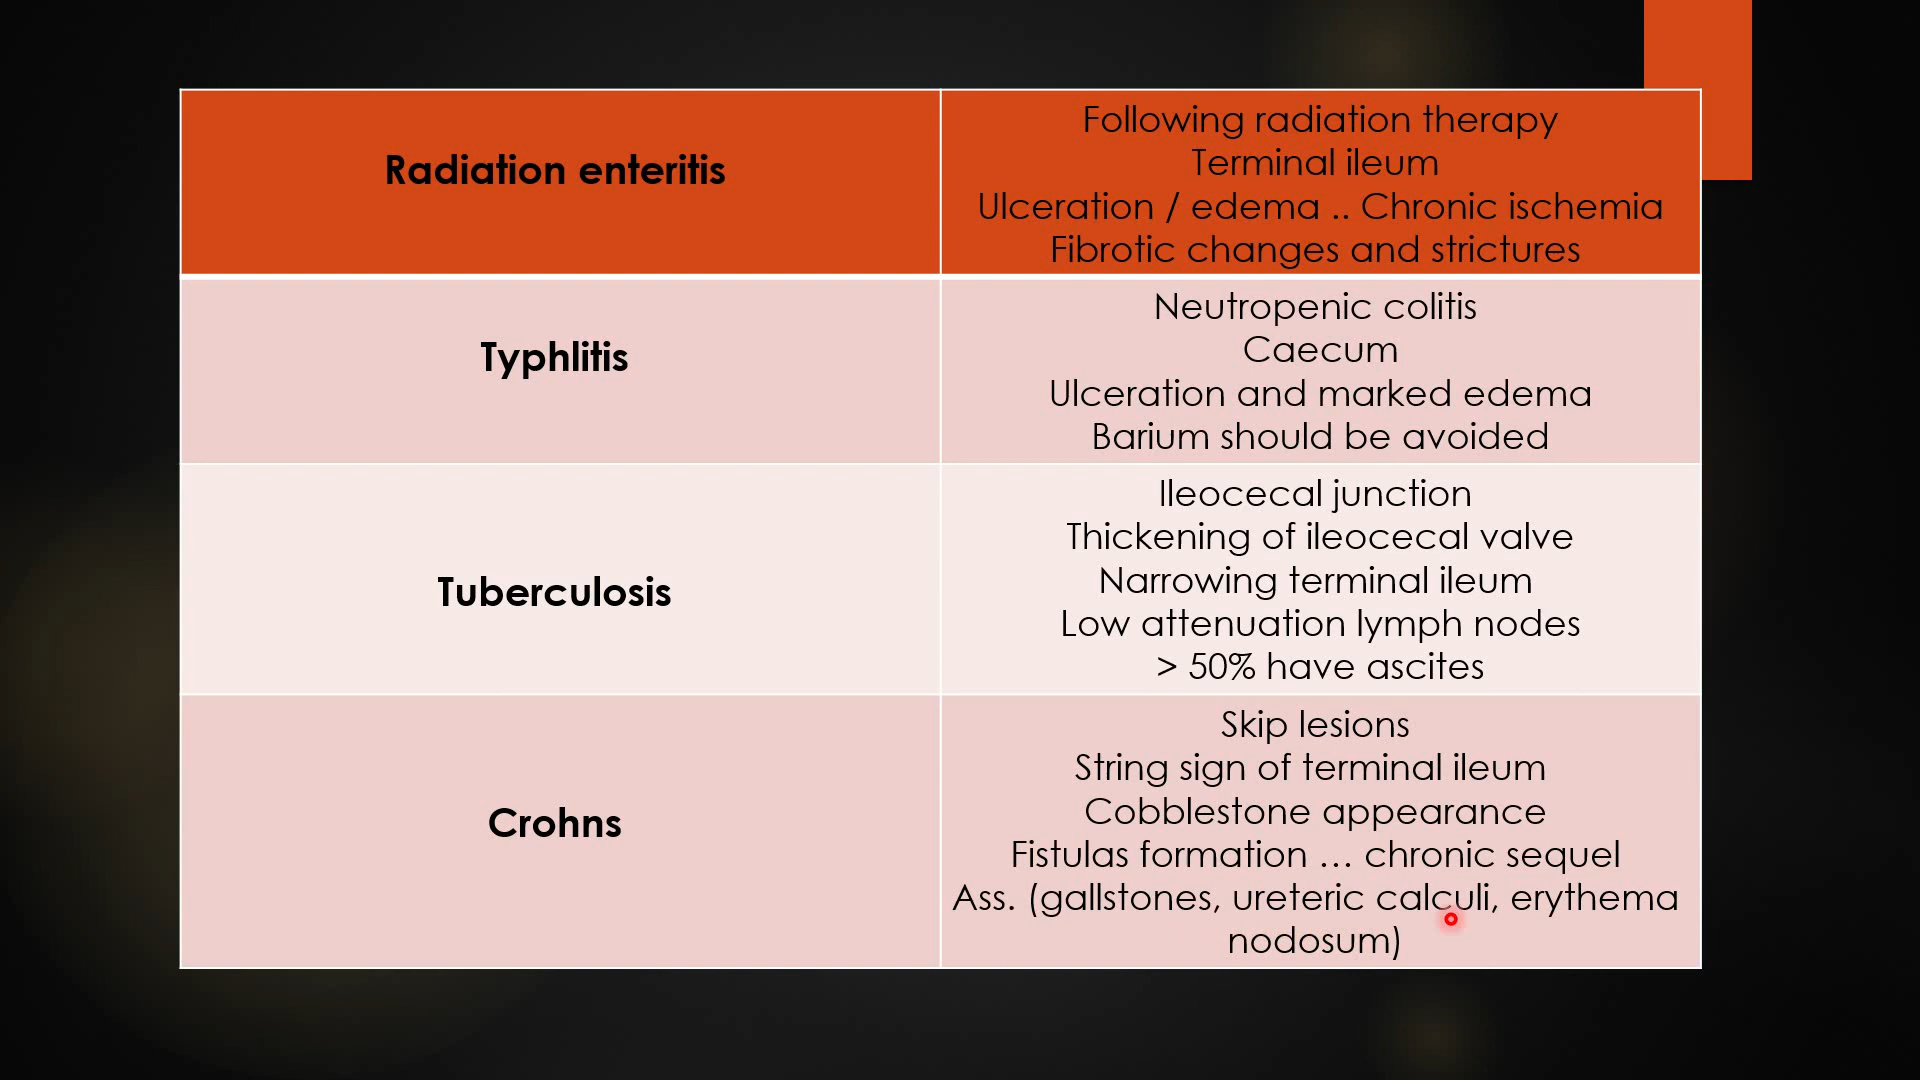 Radiation enteritis
Following radiation therapy
Terminal ileum
Ulceration / edema .. Chronic ischemia
Fibrotic changes and strictures
Typhlitis
Neutropenic colitis
Caecum
Ulceration and marked edema
Barium should be avoided
Tuberculosis
Ileocecal junction
Thickening of ileocecal valve
Narrowing terminal ileum
Low attenuation lymph nodes
> 50% have ascites
Crohns
Skip lesions
String sign of terminal ileum
Cobblestone appearance
Fistulas formation … chronic sequel
Ass. (gallstones, ureteric calculi, erythema
nodosum)